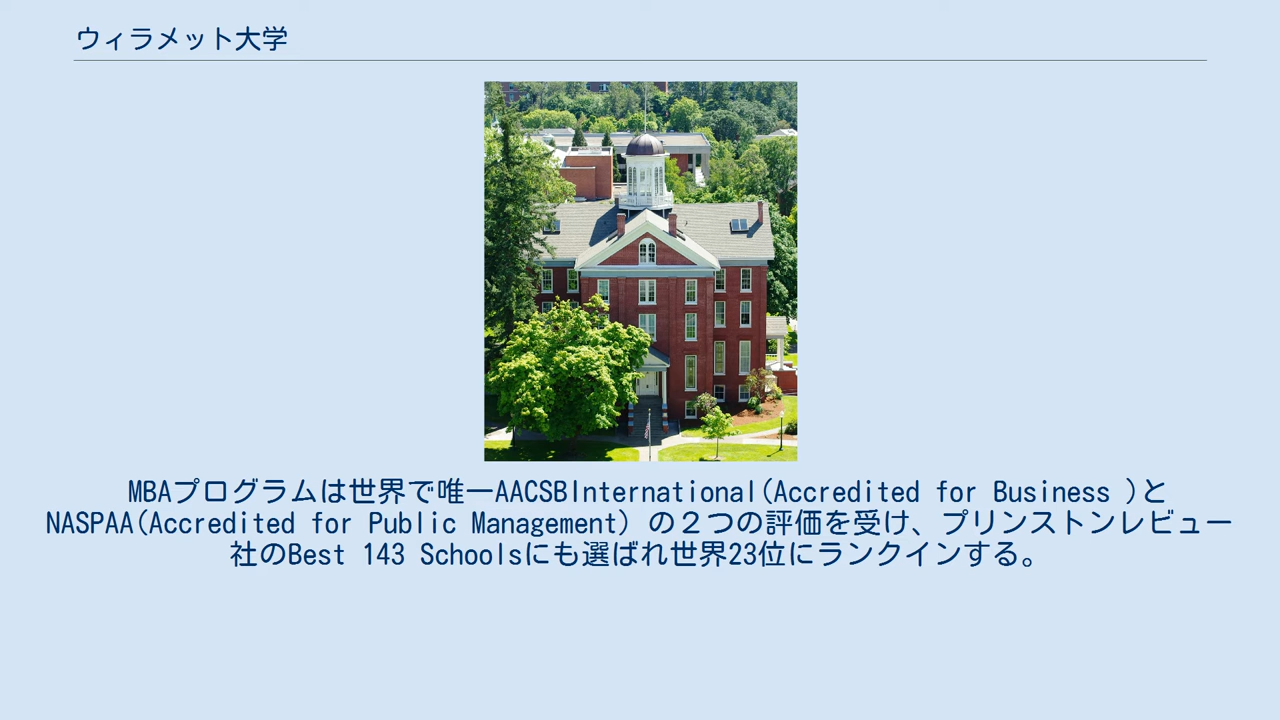 ウィラメット大学
MBAプログラムは世界で唯一AACSBInternational(Accredited for Business )と
NASPAA(Accredited for Public Management) の２つの評価を受け、プリンストンレビュー
社のBest 143 Schoolsにも選ばれ世界23位にランクインする。